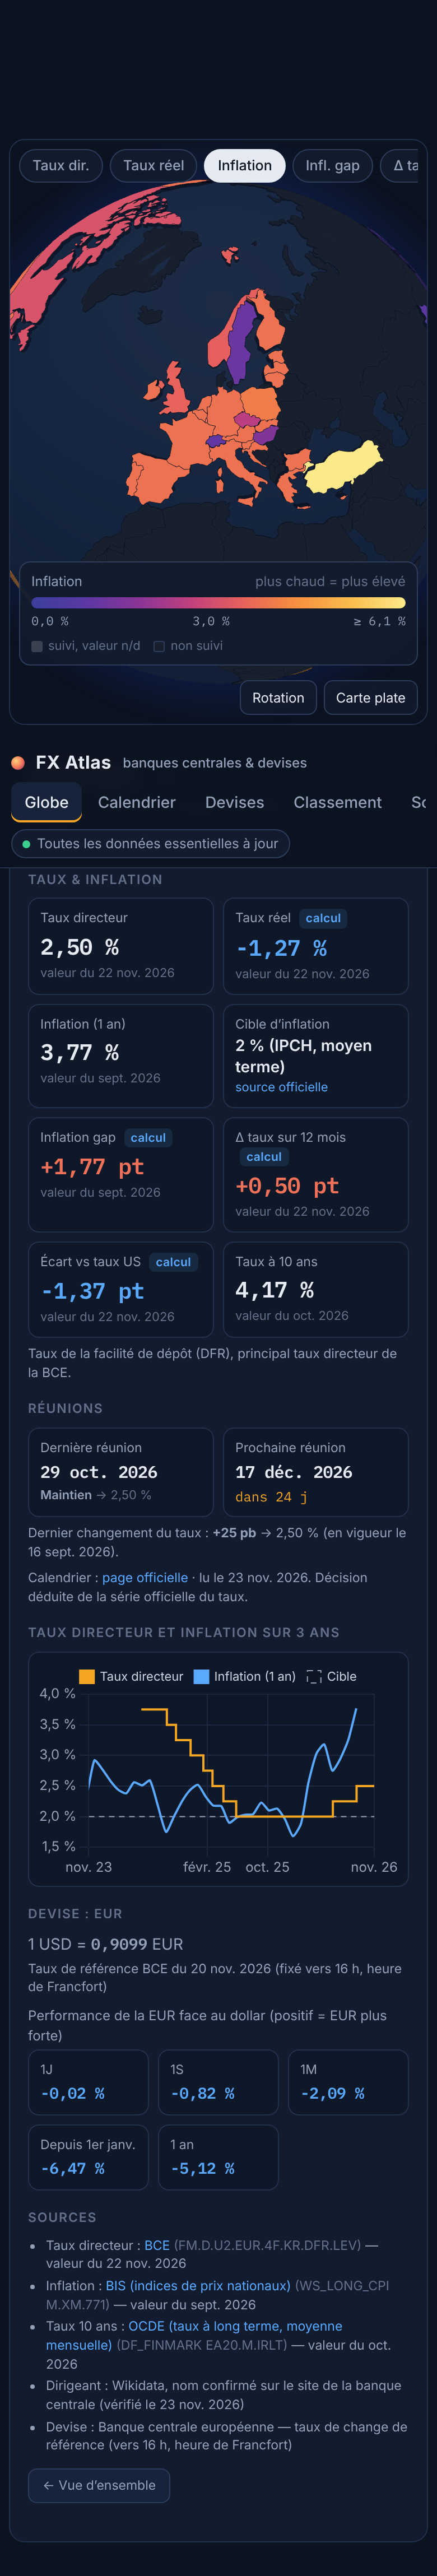 Taux dir.
Taux réel
Inflation
Infl. gap
Δ ta
Inflation
plus chaud = plus élevé
0,0 %
3,0 %
≥ 6,1 %
suivi, valeur n/d
non suivi
Rotation
Carte plate
FX Atlas
banques centrales & devises
Globe
Calendrier
Devises
Classement
Toutes les données essentielles à jour
TAUX & INFLATION
Taux directeur
2,50 %
valeur du 22 nov. 2026
Taux réel calcul
-1,27 %
valeur du 22 nov. 2026
Inflation (1 an)
3,77 %
valeur du sept. 2026
Cible d’inflation
2 % (IPCH, moyen
terme)
source officielle
Inflation gap calcul
+1,77 pt
valeur du sept. 2026
Δ taux sur 12 mois
calcul
+0,50 pt
valeur du 22 nov. 2026
Écart vs taux US calcul
-1,37 pt
valeur du 22 nov. 2026
Taux à 10 ans
4,17 %
valeur du oct. 2026
Taux de la facilité de dépôt (DFR), principal taux directeur de
la BCE.
RÉUNIONS
Dernière réunion
29 oct. 2026
Maintien → 2,50 %
Prochaine réunion
17 déc. 2026
dans 24 j
Dernier changement du taux : +25 pb → 2,50 % (en vigueur le
16 sept. 2026).
Calendrier : page officielle · lu le 23 nov. 2026. Décision
déduite de la série officielle du taux.
TAUX DIRECTEUR ET INFLATION SUR 3 ANS
Taux directeur
Inflation (1 an)
Cible
4,0 %
3,5 %
3,0 %
2,5 %
2,0 %
1,5 %
nov. 23
févr. 25
oct. 25
nov. 26
DEVISE : EUR
1 USD = 0,9099 EUR
Taux de référence BCE du 20 nov. 2026 (fixé vers 16 h, heure
de Francfort)
Performance de la EUR face au dollar (positif = EUR plus
forte)
1J
-0,02 %
1S
-0,82 %
1M
-2,09 %
Depuis 1er janv.
-6,47 %
1 an
-5,12 %
SOURCES
• Taux directeur : BCE (FM.D.U2.EUR.4F.KR.DFR.LEV) —
valeur du 22 nov. 2026
• Inflation : BIS (indices de prix nationaux) (WS_LONG_CPI
M.XM.771) — valeur du sept. 2026
• Taux 10 ans : OCDE (taux à long terme, moyenne
mensuelle) (DF_FINMARK EA20.M.IRLT) — valeur du oct.
2026
• Dirigeant : Wikidata, nom confirmé sur le site de la banque
centrale (vérifié le 23 nov. 2026)
• Devise : Banque centrale européenne — taux de change de
référence (vers 16 h, heure de Francfort)
← Vue d’ensemble